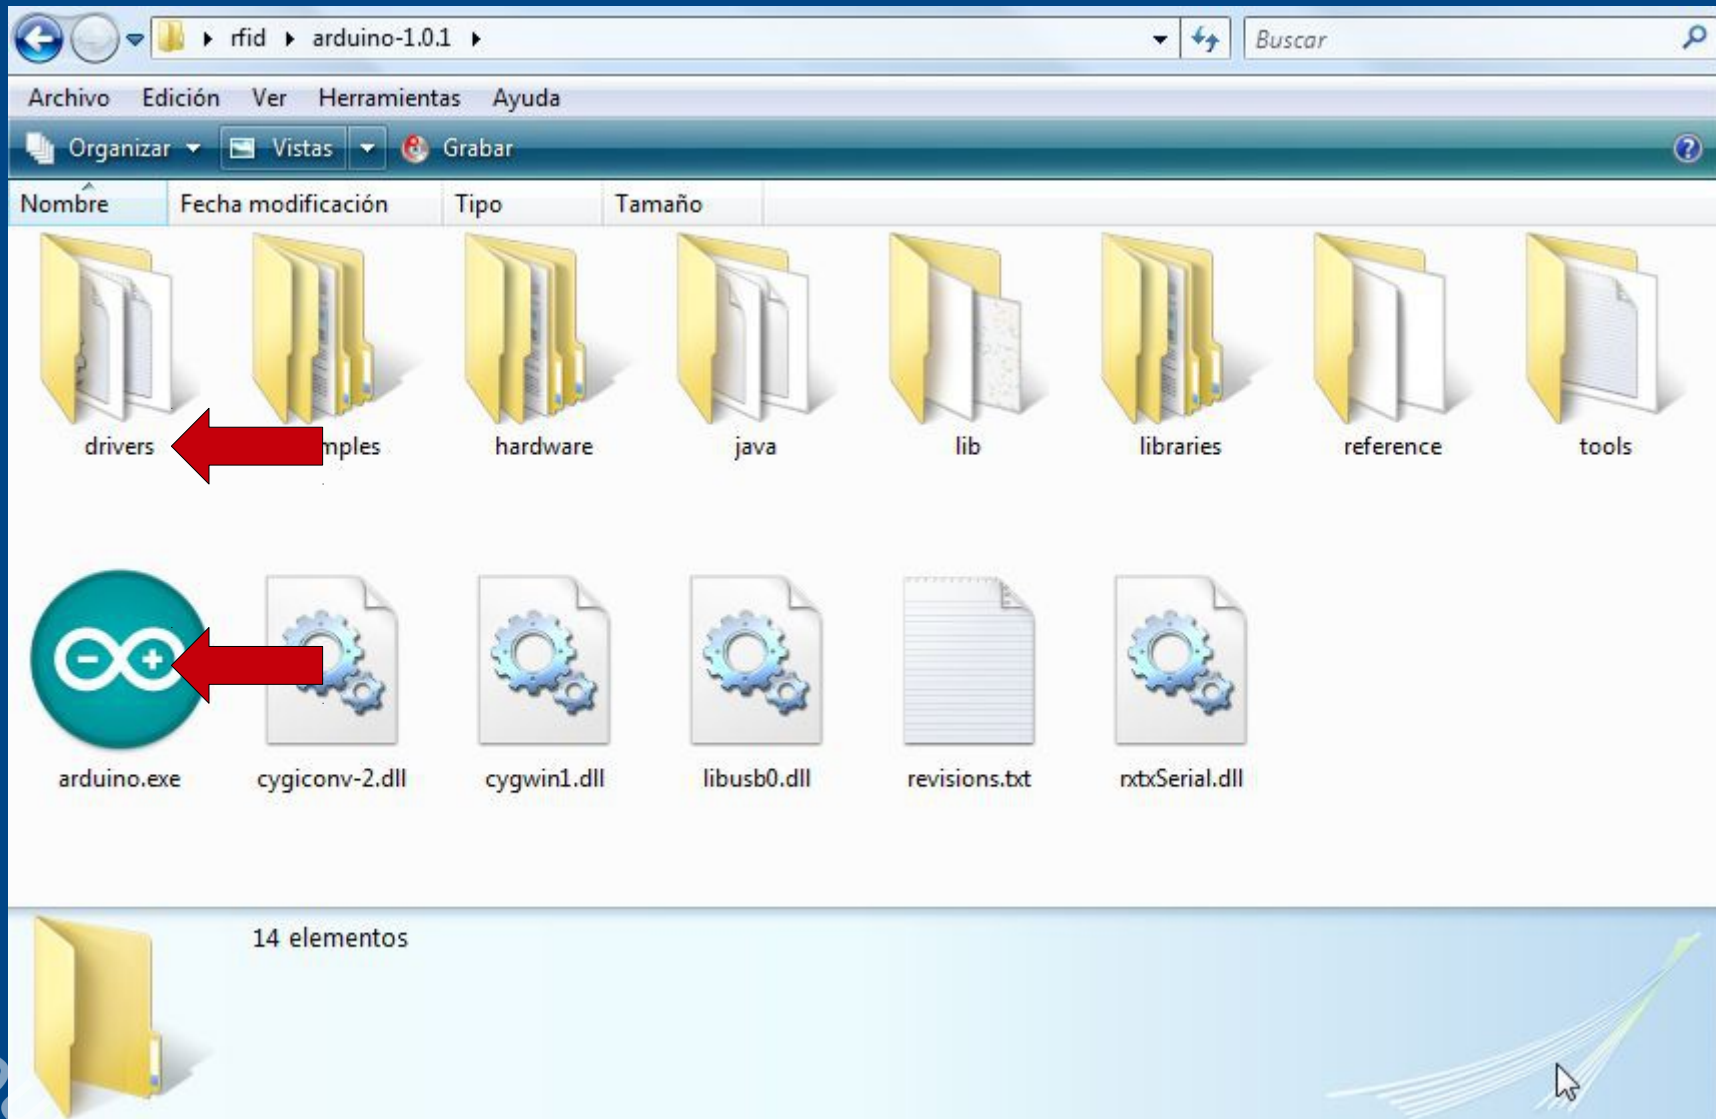 rfid arduino-1.0.1 Buscar
Archivo Edición Ver Herramientas Ayuda
Organizar Vistas Grabar
Nombre Fecha modificación Tipo Tamaño
drivers mples hardware java lib libraries reference tools
arduino.exe cygiconv-2.dll cygwin1.dll libusb0.dll revisions.txt rxtxSerial.dll
14 elementos